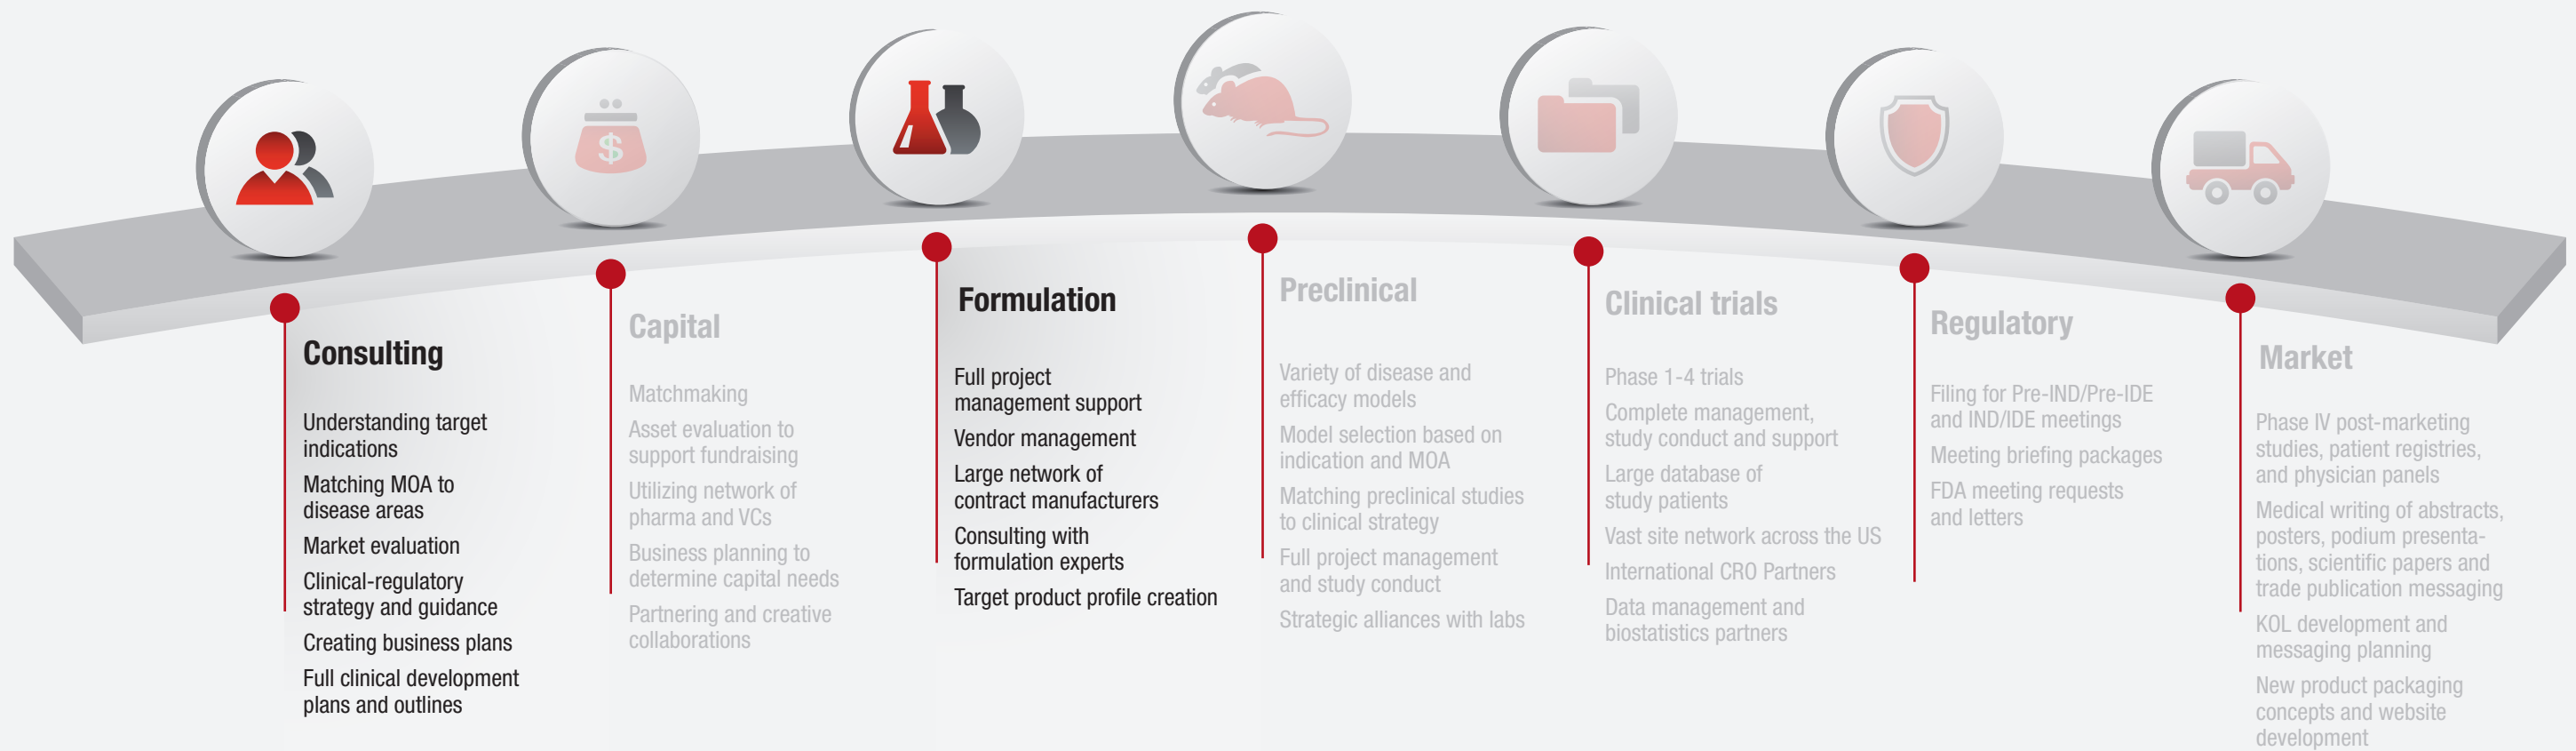 Consulting
Understanding target
indications
Matching MOA to
disease areas
Market evaluation
Clinical-regulatory
strategy and guidance
Creating business plans
Full clinical development
plans and outlines
$
Capital
Matchmaking
Asset evaluation to
support fundraising
Utilizing network of
pharma and VCs
Business planning to
determine capital needs
Partnering and creative
collaborations
Formulation
Full project
management support
Vendor management
Large network of
contract manufacturers
Consulting with
formulation experts
Target product profile creation
Preclinical
Variety of disease and
efficacy models
Model selection based on
indication and MOA
Matching preclinical studies
to clinical strategy
Full project management
and study conduct
Strategic alliances with labs
Clinical trials
Phase 1-4 trials
Complete management,
study conduct and support
Large database of
study patients
Vast site network across the US
International CRO Partners
Data management and
biostatistics partners
Regulatory
Filing for Pre-IND/Pre-IDE
and IND/IDE meetings
Meeting briefing packages
FDA meeting requests
and letters
Market
Phase IV post-marketing
studies, patient registries,
and physician panels
Medical writing of abstracts,
posters, podium presenta-
tions, scientific papers and
trade publication messaging
KOL development and
messaging planning
New product packaging
concepts and website
development